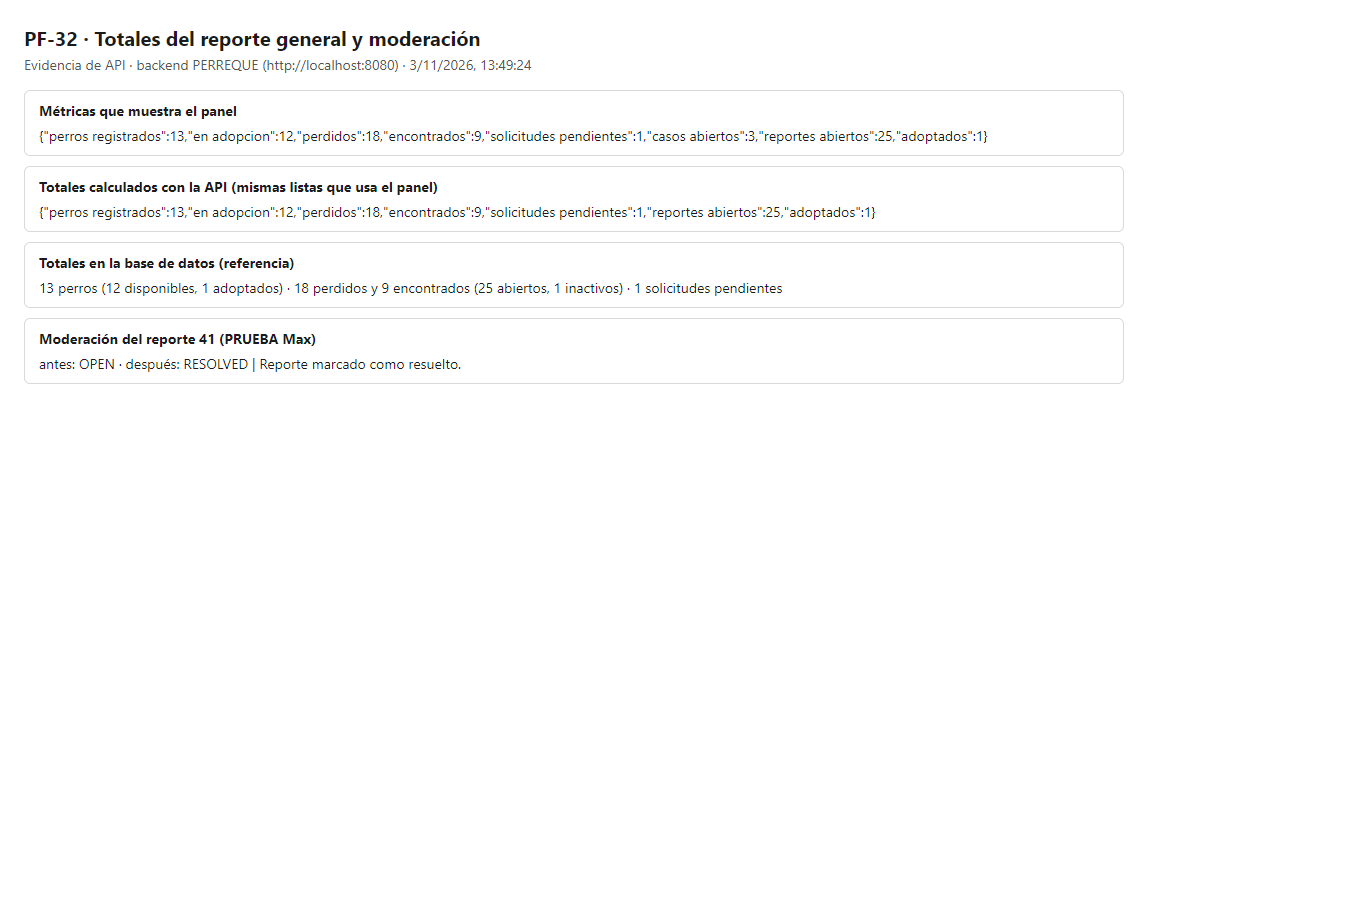 PF-32 · Totales del reporte general y moderación
Evidencia de API · backend PERREQUE (http://localhost:8080) · 3/11/2026, 13:49:24
Métricas que muestra el panel
{"perros registrados":13,"en adopcion":12,"perdidos":18,"encontrados":9,"solicitudes pendientes":1,"casos abiertos":3,"reportes abiertos":25,"adoptados":1}
Totales calculados con la API (mismas listas que usa el panel)
{"perros registrados":13,"en adopcion":12,"perdidos":18,"encontrados":9,"solicitudes pendientes":1,"reportes abiertos":25,"adoptados":1}
Totales en la base de datos (referencia)
13 perros (12 disponibles, 1 adoptados) · 18 perdidos y 9 encontrados (25 abiertos, 1 inactivos) · 1 solicitudes pendientes
Moderación del reporte 41 (PRUEBA Max)
antes: OPEN · después: RESOLVED | Reporte marcado como resuelto.